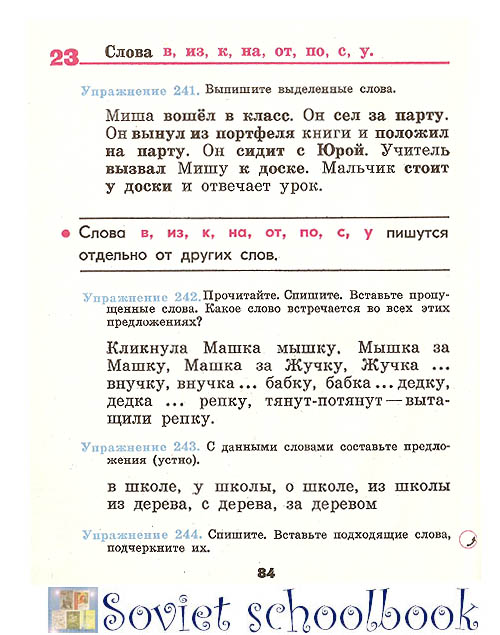 23 Слова в, из, к, на, от, по, с, у.
Упражнение 241. Выпишите выделенные слова.
Миша вошёл в класс. Он сел за парту.
Он вынул из портфеля книги и положил
на парту. Он сидит с Юрой. Учитель
вызвал Мишу к доске. Мальчик стоит
у доски и отвечает урок.
• Слова в, из, к, на, от, по, с, у пишутся
отдельно от других слов.
Упражнение 242. Прочитайте. Спишите. Вставьте пропу-
щенные слова. Какое слово встречается во всех этих
предложениях?
Кликнула Машка мышку. Мышка за
Машку, Машка за Жучку, Жучка ...
внучку, внучка ... бабку, бабка ... дедку,
дедка ... репку, тянут-потянут — выта-
щили репку.
Упражнение 243. С данными словами составьте предло-
жения (устно).
в школе, у школы, о школе, из школы
из дерева, с дерева, за деревом
Упражнение 244. Спишите. Вставьте подходящие слова,
подчеркните их.
84
Soviet schoolbook